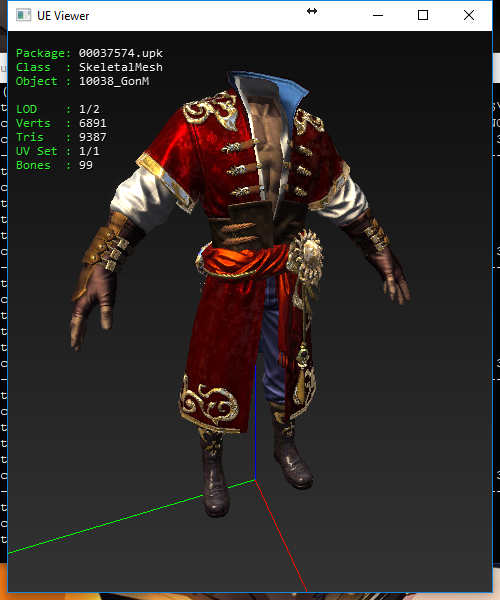 UE Viewer
Package: 00037574.upk
Class : SkeletalMesh
Object : 10038_GonM
LOD : 1/2
Verts : 6891
Tris : 9387
UV Set : 1/1
Bones : 99